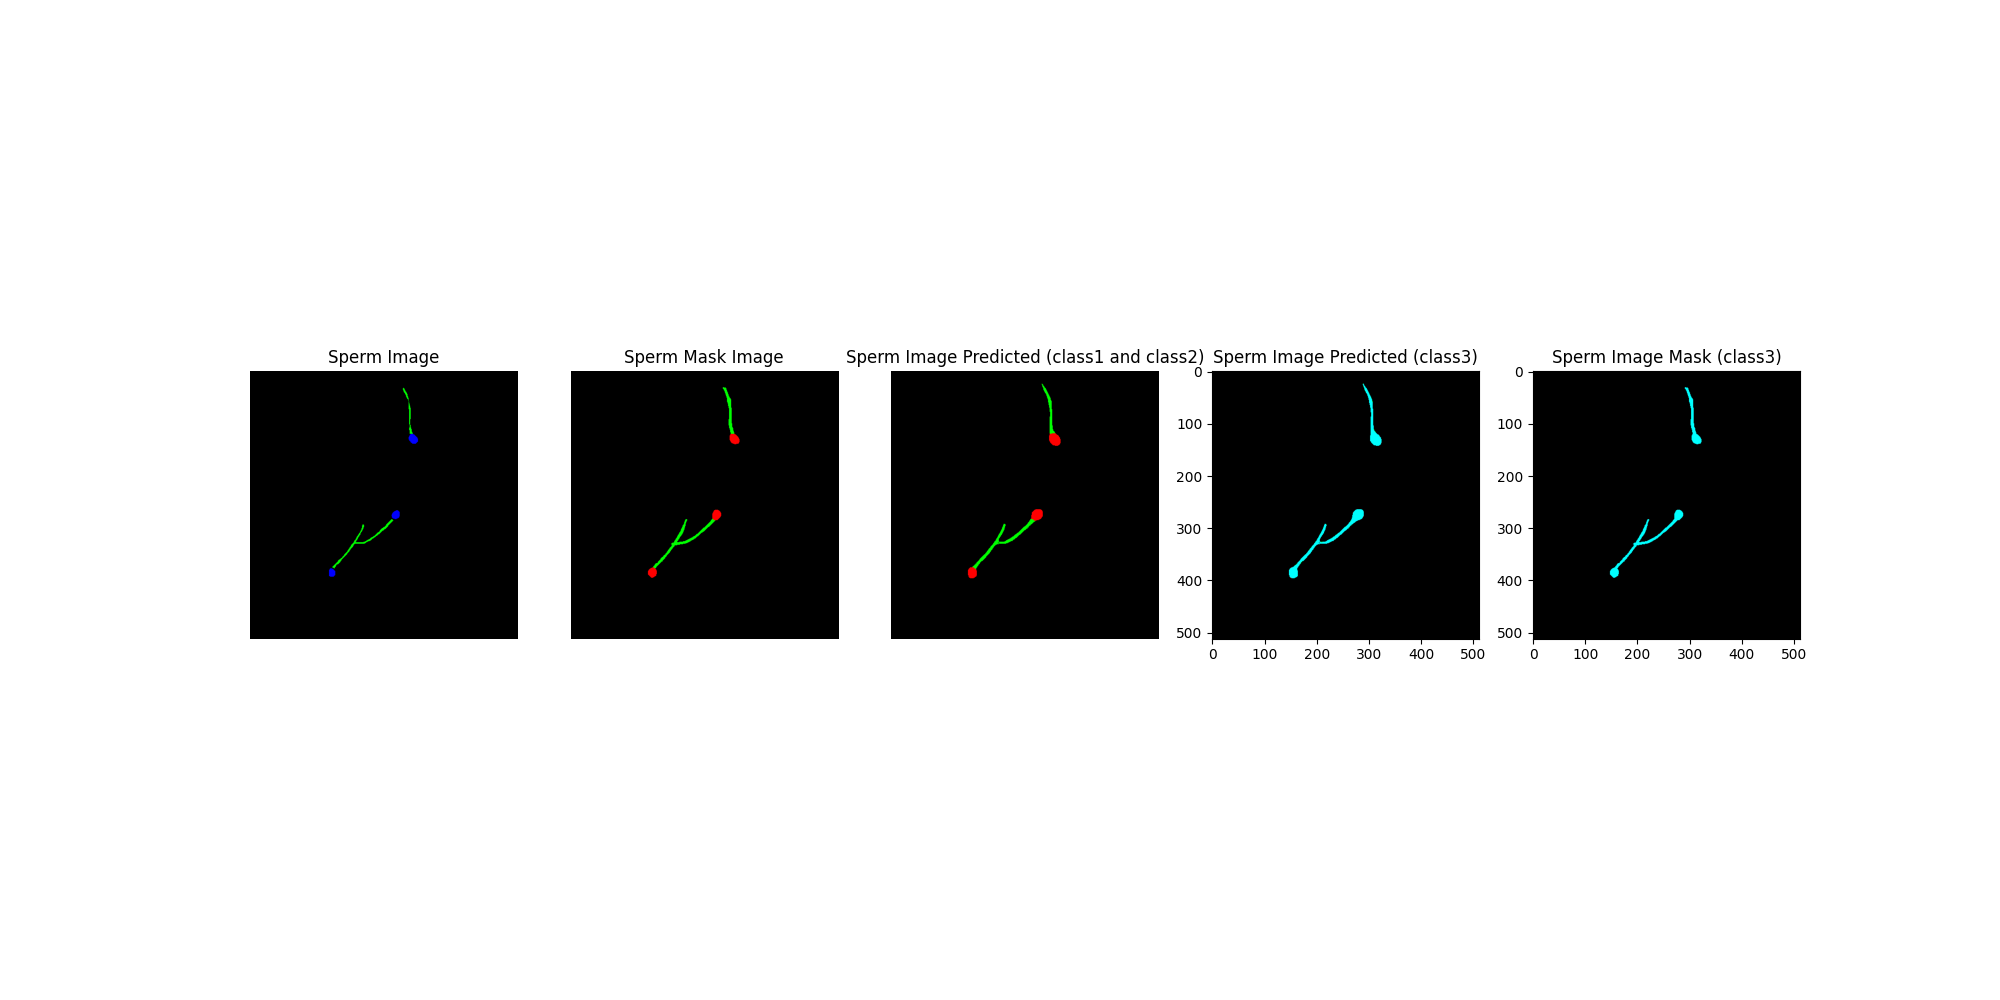 Sperm Image
Sperm Mask Image
Sperm Image Predicted (class1 and class2)
Sperm Image Predicted (class3)
Sperm Image Mask (class3)
0
100
200
300
400
500
0 100 200 300 400 500
0
100
200
300
400
500
0 100 200 300 400 500